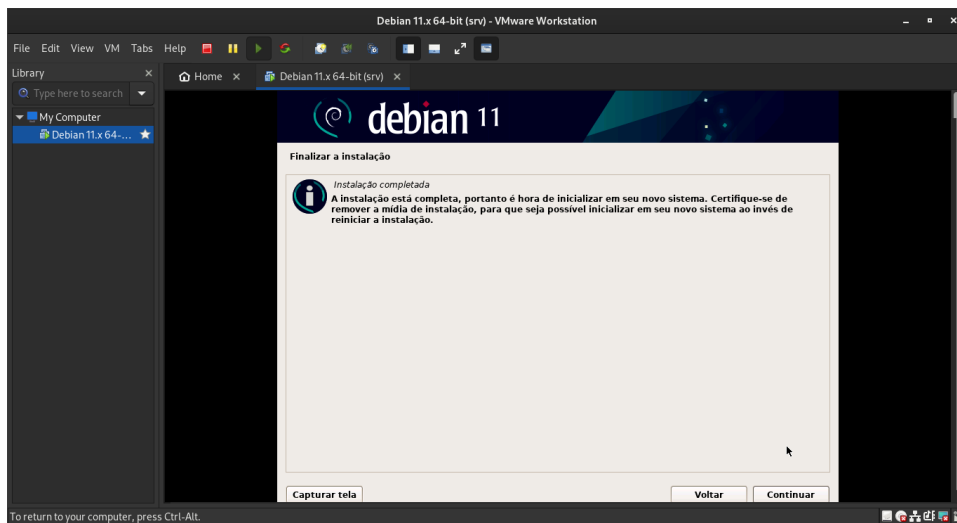 Debian 11.x 64-bit (srv) - VMware Workstation
File Edit View VM Tabs Help
Library
Home
Debian 11.x 64-bit (srv)
Type here to search
My Computer
Debian 11.x 64-...
debian 11
Finalizar a instalação
Instalação completada
A instalação está completa, portanto é hora de inicializar em seu novo sistema. Certifique-se de
remover a mídia de instalação, para que seja possível inicializar em seu novo sistema ao invés de
reiniciar a instalação.
Capturar tela
Voltar
Continuar
To return to your computer, press Ctrl-Alt.